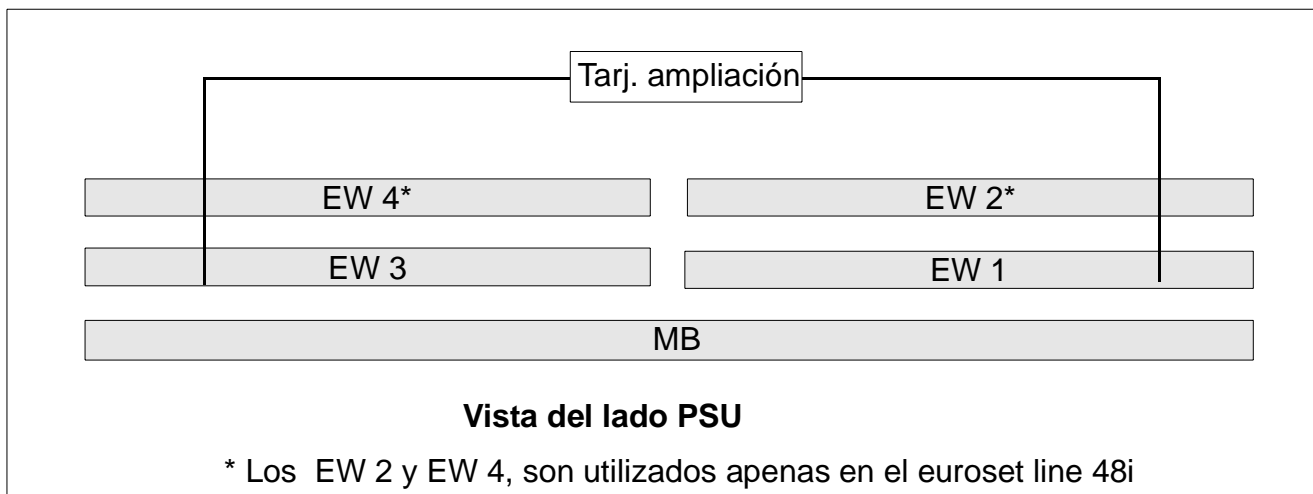 Tarj. ampliación
EW 4*
EW 2*
EW 3
EW 1
MB
Vista del lado PSU
* Los EW 2 y EW 4, son utilizados apenas en el euroset line 48i